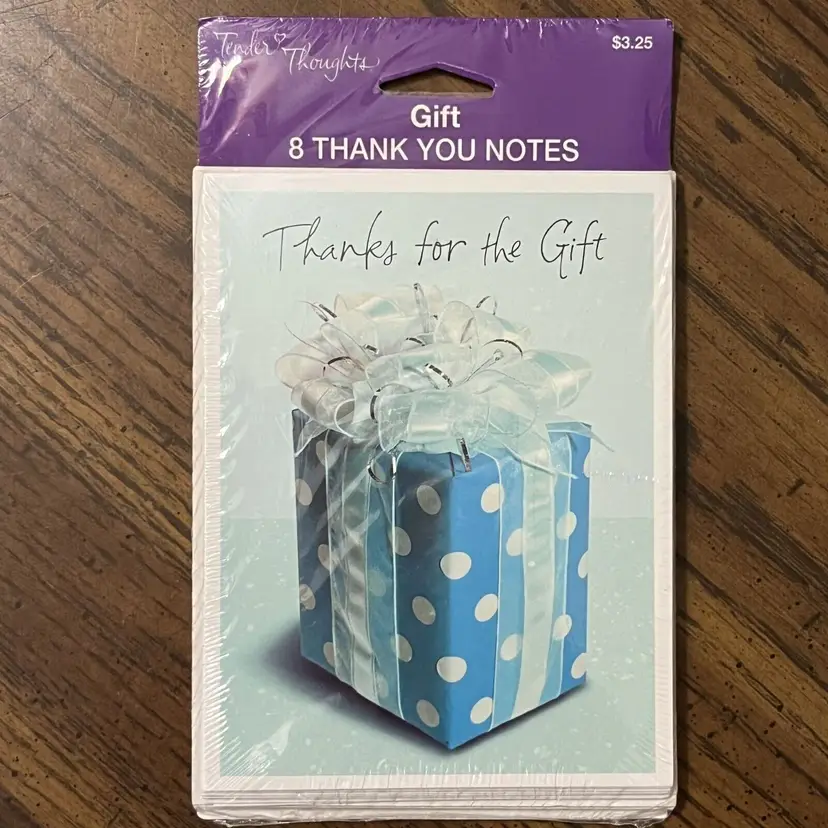 Tender Thoughts
$3.25
Gift
8 THANK YOU NOTES
Thanks for the Gift